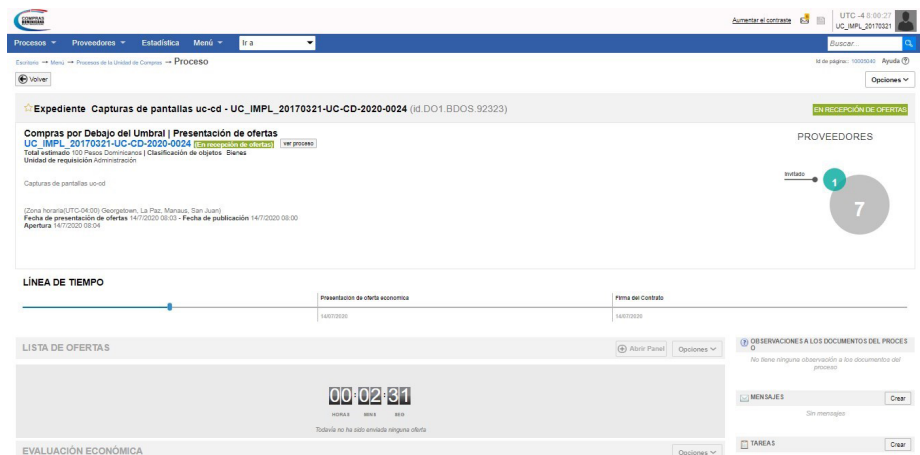 COMPRAS
Aumentar el contraste
UTC -4 8:00:27
UC_IMPL_20170321
Procesos
Proveedores
Estadística
Menú
Ir a
Buscar...
Escritorio → Menú → Procesos de la Unidad de Compras → Proceso
Id de página:: 10005040 Ayuda
Volver
Opciones
Expediente Capturas de pantallas uc-cd - UC_IMPL_20170321-UC-CD-2020-0024 (id.DO1.BDOS.92323)
EN RECEPCIÓN DE OFERTAS
Compras por Debajo del Umbral | Presentación de ofertas
UC_IMPL_20170321-UC-CD-2020-0024 (En recepción de ofertas) ver proceso
Total estimado 100 Pesos Dominicanos | Clasificación de objetos Bienes
Unidad de requisición Administración
Capturas de pantallas uc-cd
(Zona horaria(UTC-04:00) Georgetown, La Paz, Manaus, San Juan)
Fecha de presentación de ofertas 14/7/2020 08:03 - Fecha de publicación 14/7/2020 08:00
Apertura 14/7/2020 08:04
PROVEEDORES
Invitado
1
7
LÍNEA DE TIEMPO
Presentación de oferta economica
14/07/2020
Firma del Contrato
14/07/2020
LISTA DE OFERTAS
Abrir Panel
Opciones
00:02:31
HORAS MINS SEG
Todavía no ha sido enviada ninguna oferta
EVALUACIÓN ECONÓMICA
Opciones
OBSERVACIONES A LOS DOCUMENTOS DEL PROCES
O
No tiene ninguna observación a los documentos del
proceso
MENSAJES
Crear
Sin mensajes
TAREAS
Crear